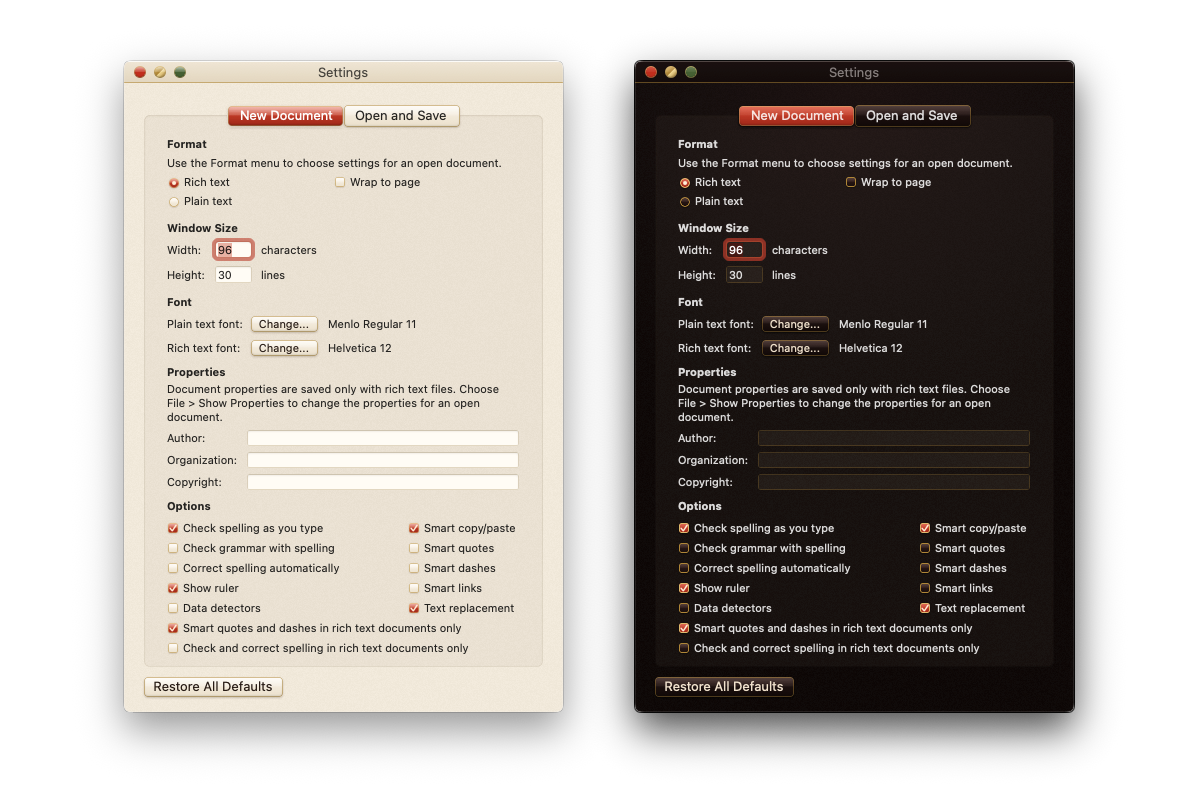 Settings
New Document Open and Save
Format
Use the Format menu to choose settings for an open document.
Rich text Wrap to page
Plain text
Window Size
Width: 96 characters
Height: 30 lines
Font
Plain text font: Change... Menlo Regular 11
Rich text font: Change... Helvetica 12
Properties
Document properties are saved only with rich text files. Choose
File > Show Properties to change the properties for an open
document.
Author:
Organization:
Copyright:
Options
Check spelling as you type Smart copy/paste
Check grammar with spelling Smart quotes
Correct spelling automatically Smart dashes
Show ruler Smart links
Data detectors Text replacement
Smart quotes and dashes in rich text documents only
Check and correct spelling in rich text documents only
Restore All Defaults
Settings
New Document Open and Save
Format
Use the Format menu to choose settings for an open document.
Rich text Wrap to page
Plain text
Window Size
Width: 96 characters
Height: 30 lines
Font
Plain text font: Change... Menlo Regular 11
Rich text font: Change... Helvetica 12
Properties
Document properties are saved only with rich text files. Choose
File > Show Properties to change the properties for an open
document.
Author:
Organization:
Copyright:
Options
Check spelling as you type Smart copy/paste
Check grammar with spelling Smart quotes
Correct spelling automatically Smart dashes
Show ruler Smart links
Data detectors Text replacement
Smart quotes and dashes in rich text documents only
Check and correct spelling in rich text documents only
Restore All Defaults